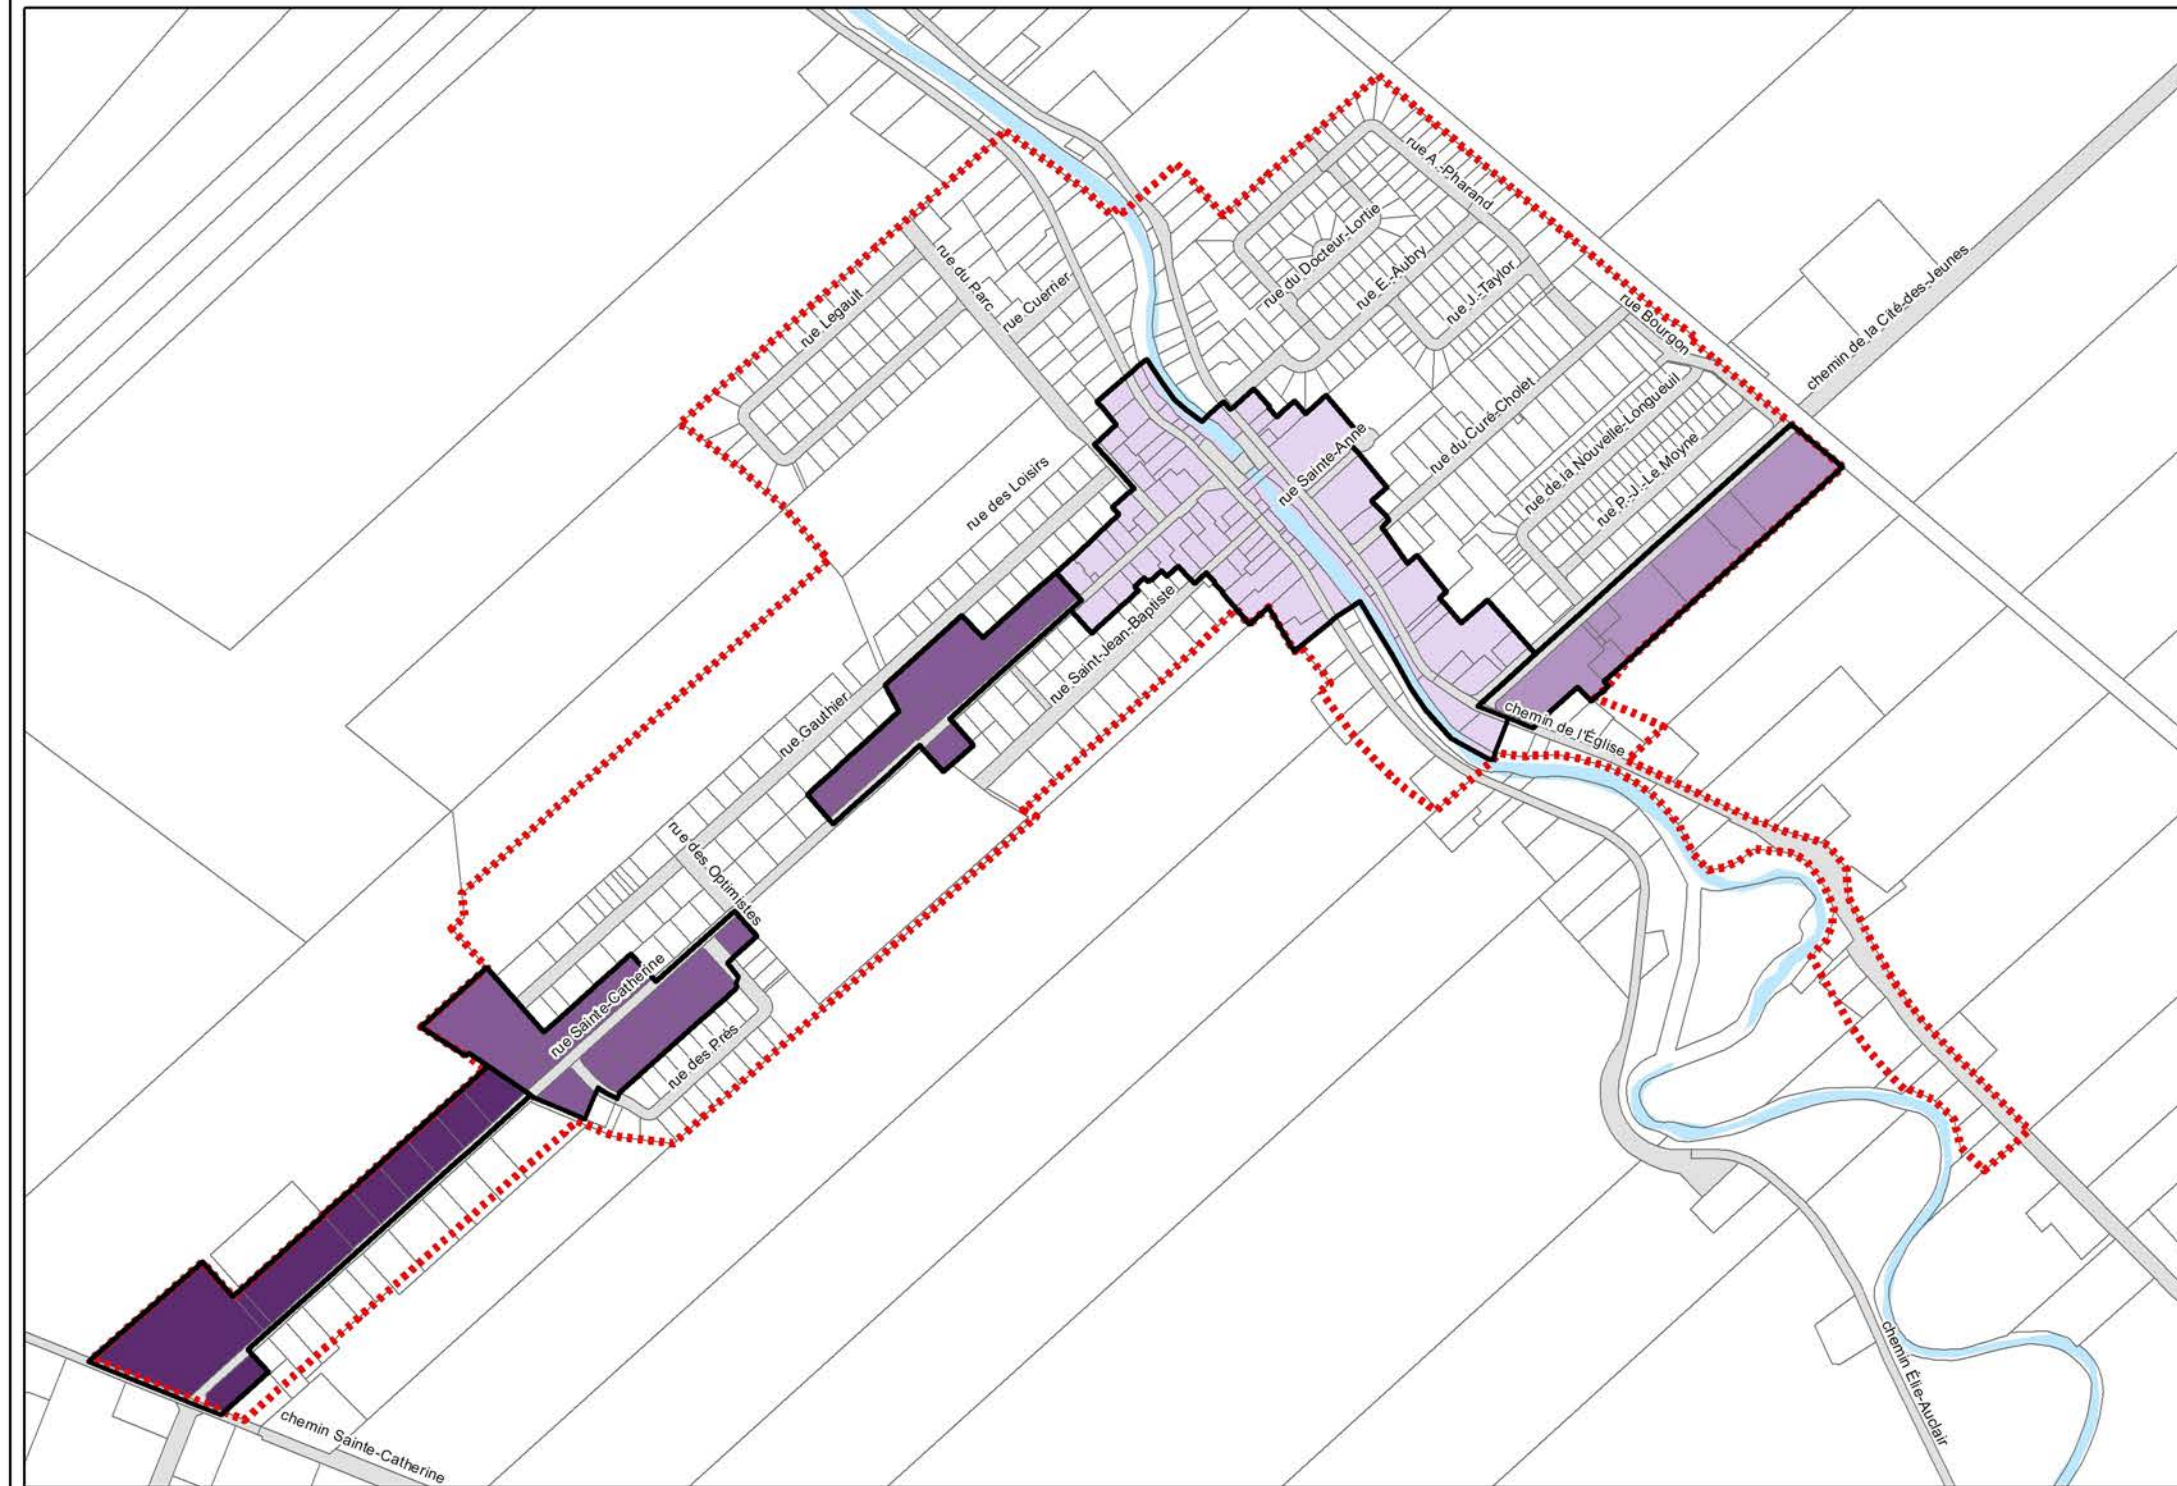 rue A.-Pharand
rue du Docteur-Lortie
rue E.-Aubry
rue J.-Taylor
rue du Parc
rue Cuerrier
rue Legault
rue Bourgon
chemin de la Cité-des-Jeunes
rue du Curé-Cholet
rue de la Nouvelle-Longueuil
rue P.-J.-Le Moyne
rue Sainte-Anne
rue des Loisirs
rue Saint-Jean-Baptiste
rue Gauthier
chemin de l'Église
rue des Optimistes
rue Sainte-Catherine
rue des Prés
chemin Élie-Auclair
chemin Sainte-Catherine